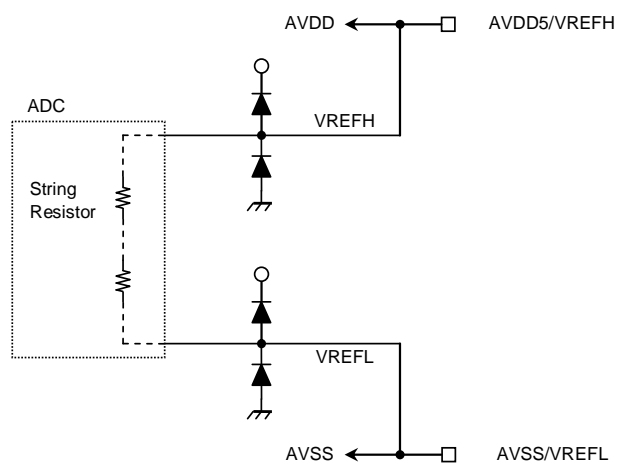 AVDD
AVDD5/VREFH
ADC
VREFH
String
Resistor
VREFL
AVSS
AVSS/VREFL